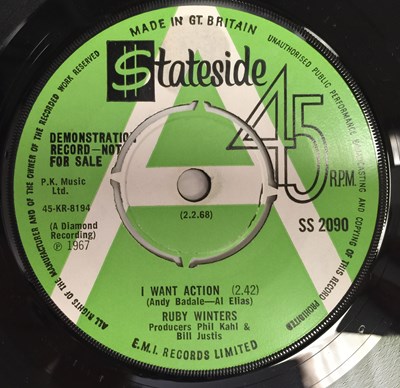 MADE IN GT. BRITAIN
ALL RIGHTS OF THE MANUFACTURER AND OF THE OWNER OF THE RECORDED WORK RESERVED
UNAUTHORISED PUBLIC PERFORMANCE BROADCASTING AND COPYING OF THIS RECORD PROHIBITED
$tateside
DEMONSTRATION
RECORD—NOT
FOR SALE
A
45
R.P.M.
P.K. Music
Ltd.
45-KR-8194
(A Diamond
Recording)
℗ 1967
(2.2.68)
SS 2090
I WANT ACTION (2.42)
(Andy Badale—Al Elias)
RUBY WINTERS
Producers Phil Kahl &
Bill Justis
E.M.I. RECORDS LIMITED